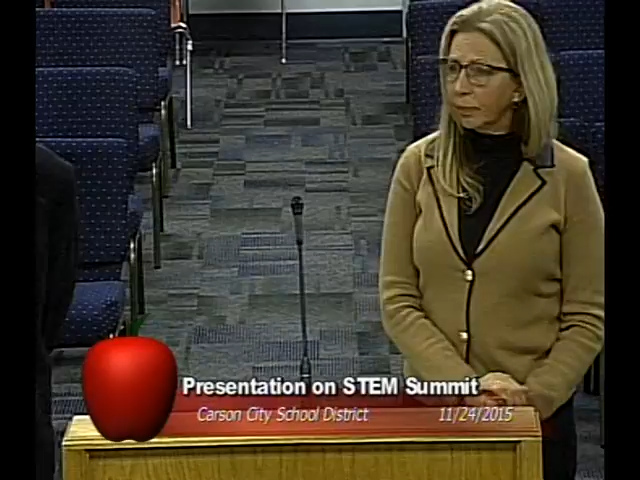 Presentation on STEM Summit
Carson City School District 11/24/2015